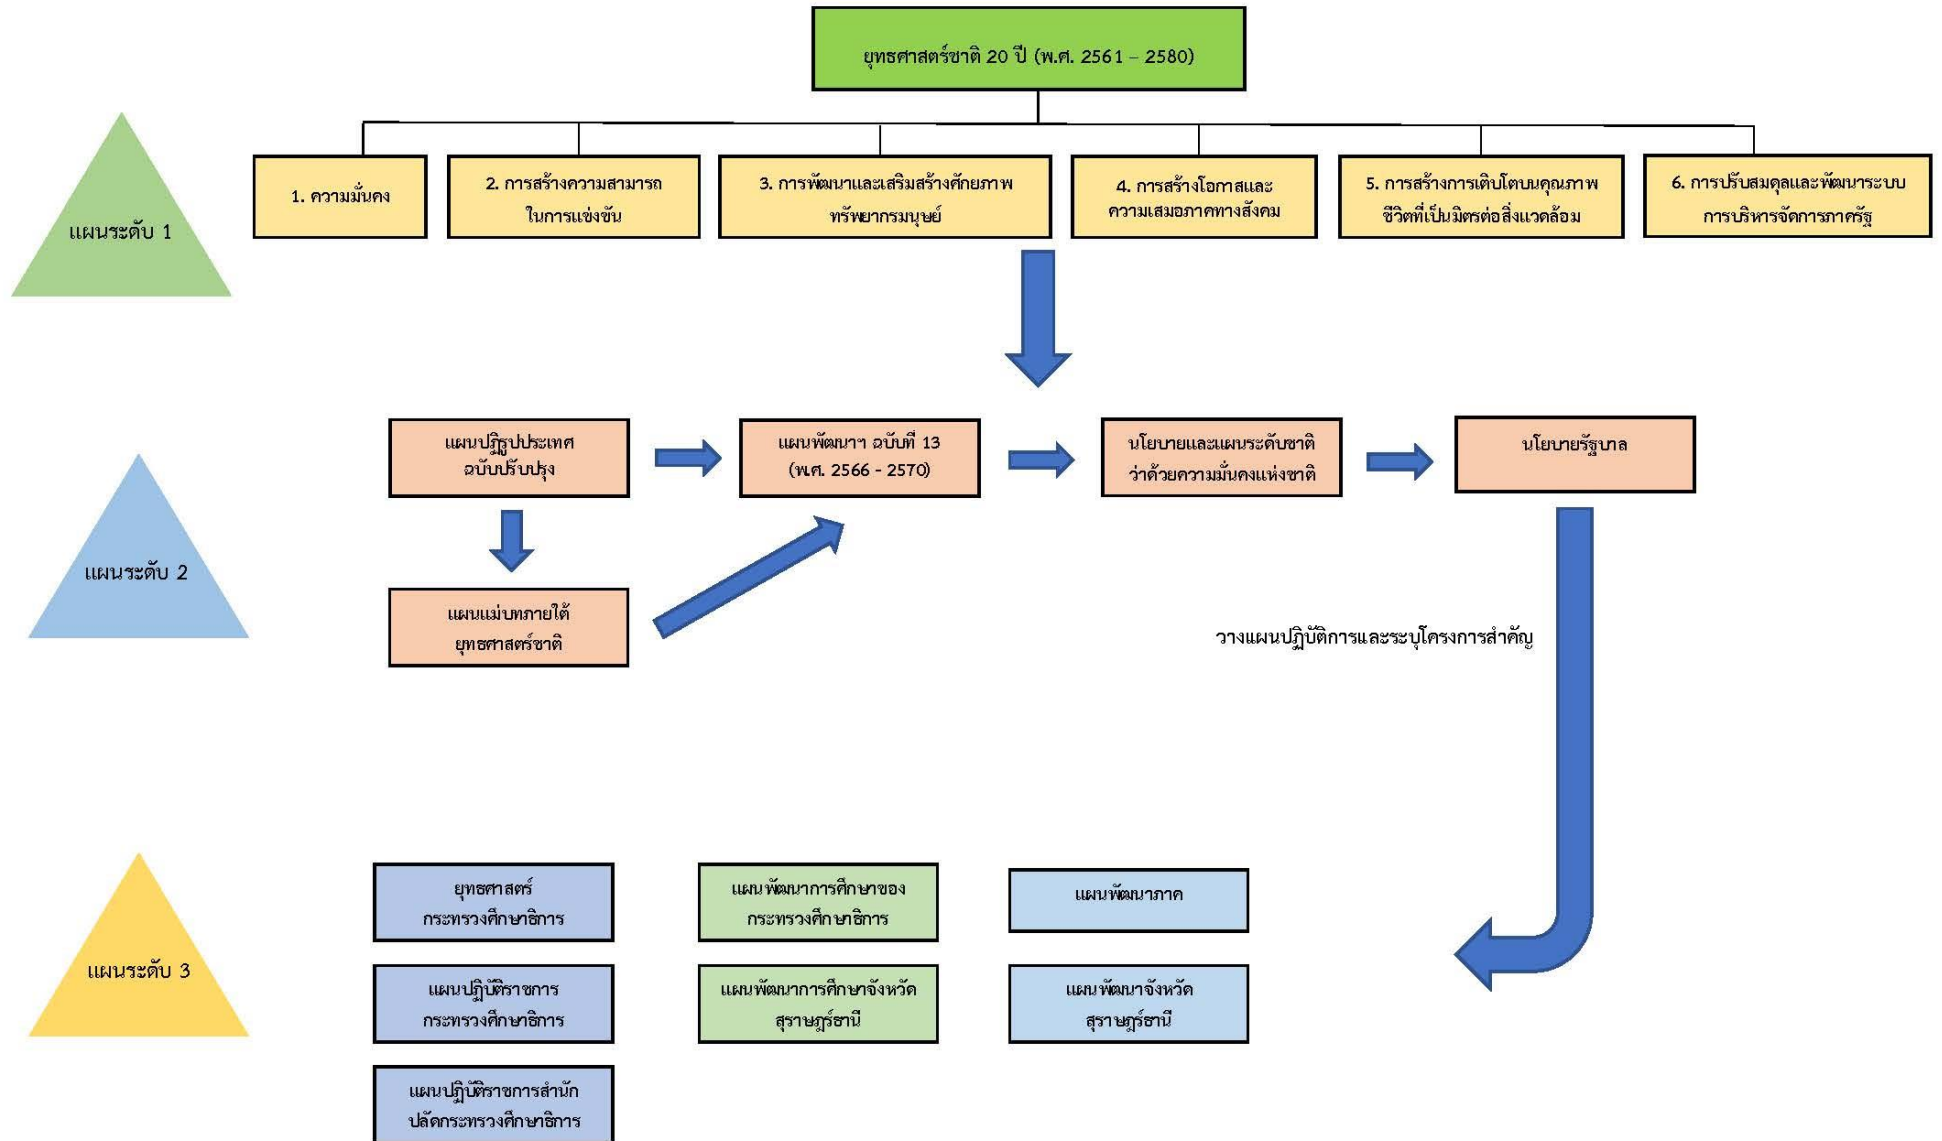 ยุทธศาสตร์ชาติ 20 ปี (พ.ศ. 2561 – 2580)
แผนระดับ 1
1. ความมั่นคง
2. การสร้างความสามารถ
ในการแข่งขัน
3. การพัฒนาและเสริมสร้างศักยภาพ
ทรัพยากรมนุษย์
4. การสร้างโอกาสและ
ความเสมอภาคทางสังคม
5. การสร้างการเติบโตบนคุณภาพ
ชีวิตที่เป็นมิตรต่อสิ่งแวดล้อม
6. การปรับสมดุลและพัฒนาระบบ
การบริหารจัดการภาครัฐ
แผนระดับ 2
แผนปฏิรูปประเทศ
ฉบับปรับปรุง
แผนพัฒนาฯ ฉบับที่ 13
(พ.ศ. 2566 - 2570)
นโยบายและแผนระดับชาติ
ว่าด้วยความมั่นคงแห่งชาติ
นโยบายรัฐบาล
แผนแม่บทภายใต้
ยุทธศาสตร์ชาติ
วางแผนปฏิบัติการและระบุโครงการสำคัญ
แผนระดับ 3
ยุทธศาสตร์
กระทรวงศึกษาธิการ
แผนพัฒนาการศึกษาของ
กระทรวงศึกษาธิการ
แผนพัฒนาภาค
แผนปฏิบัติราชการ
กระทรวงศึกษาธิการ
แผนพัฒนาการศึกษาจังหวัด
สุราษฎร์ธานี
แผนพัฒนาจังหวัด
สุราษฎร์ธานี
แผนปฏิบัติราชการสำนัก
ปลัดกระทรวงศึกษาธิการ